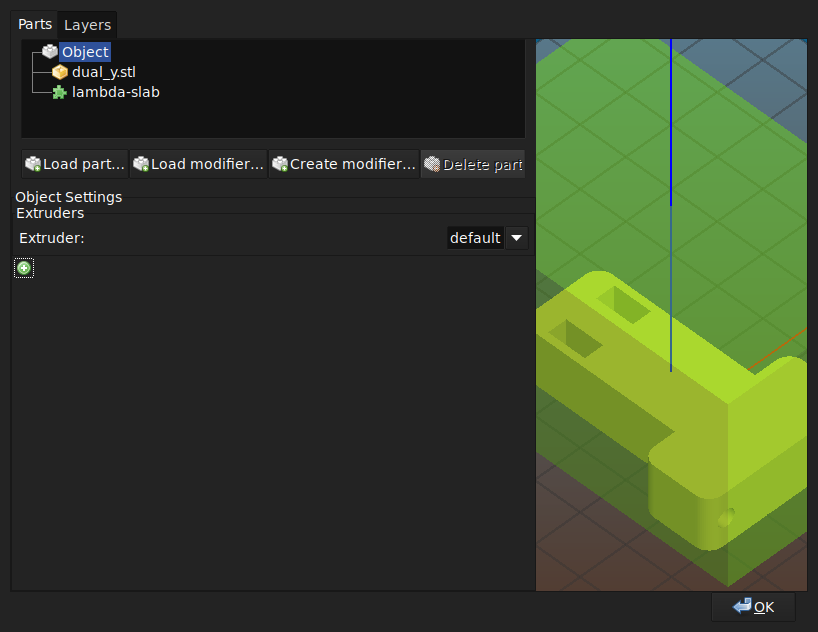 Parts Layers
Object
dual_y.stl
lambda-slab
Load part... Load modifier... Create modifier... Delete part
Object Settings
Extruders
Extruder: default
OK